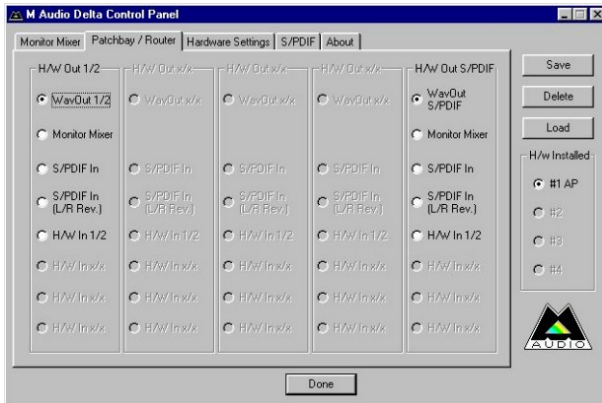 M Audio Delta Control Panel
Monitor Mixer
Patchbay / Router
Hardware Settings
S/PDIF
About
H/W Out 1/2
WavOut 1/2
Monitor Mixer
S/PDIF In
S/PDIF In
(L/R Rev.)
H/W In 1/2
H/W In x/x
H/W In x/x
H/W In x/x
H/W Out x/x
WavOut x/x
S/PDIF In
S/PDIF In
(L/R Rev.)
H/W In 1/2
H/W In x/x
H/W In x/x
H/W In x/x
H/W Out x/x
WavOut x/x
S/PDIF In
S/PDIF In
(L/R Rev.)
H/W In 1/2
H/W In x/x
H/W In x/x
H/W In x/x
H/W Out x/x
WavOut x/x
S/PDIF In
S/PDIF In
(L/R Rev.)
H/W In 1/2
H/W In x/x
H/W In x/x
H/W In x/x
H/W Out S/PDIF
WavOut
S/PDIF
Monitor Mixer
S/PDIF In
S/PDIF In
(L/R Rev.)
H/W In 1/2
H/W In x/x
H/W In x/x
H/W In x/x
Save
Delete
Load
H/w Installed
#1 AP
#2
#3
#4
M AUDIO
Done